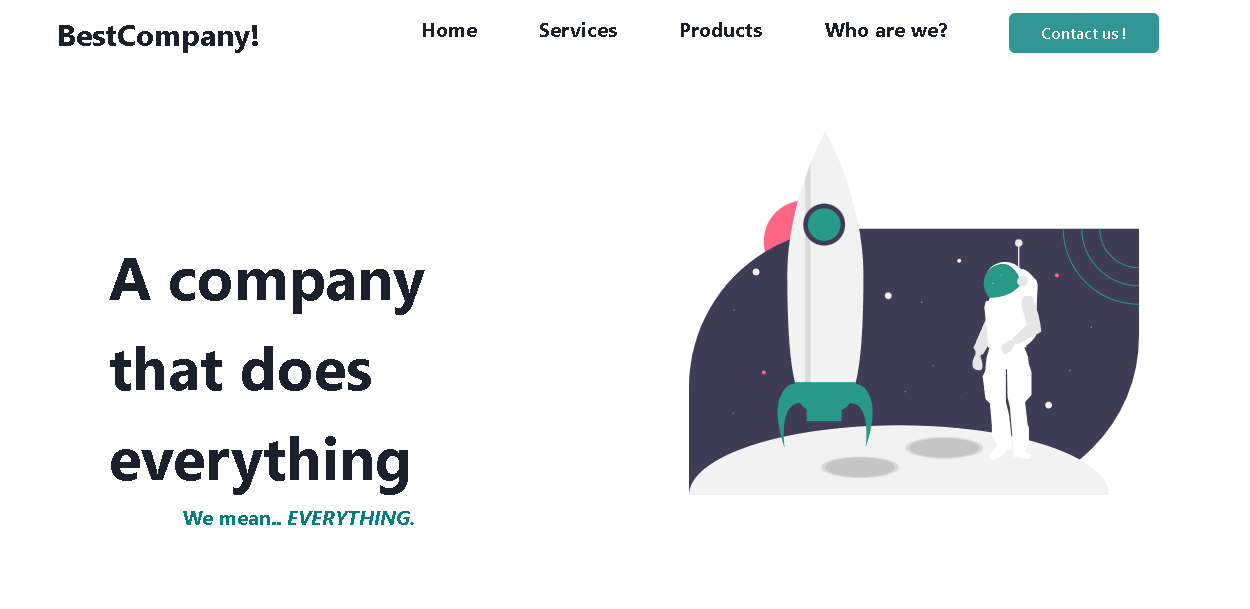 BestCompany!
Home Services Products Who are we? Contact us !
A company
that does
everything
We mean.. EVERYTHING.